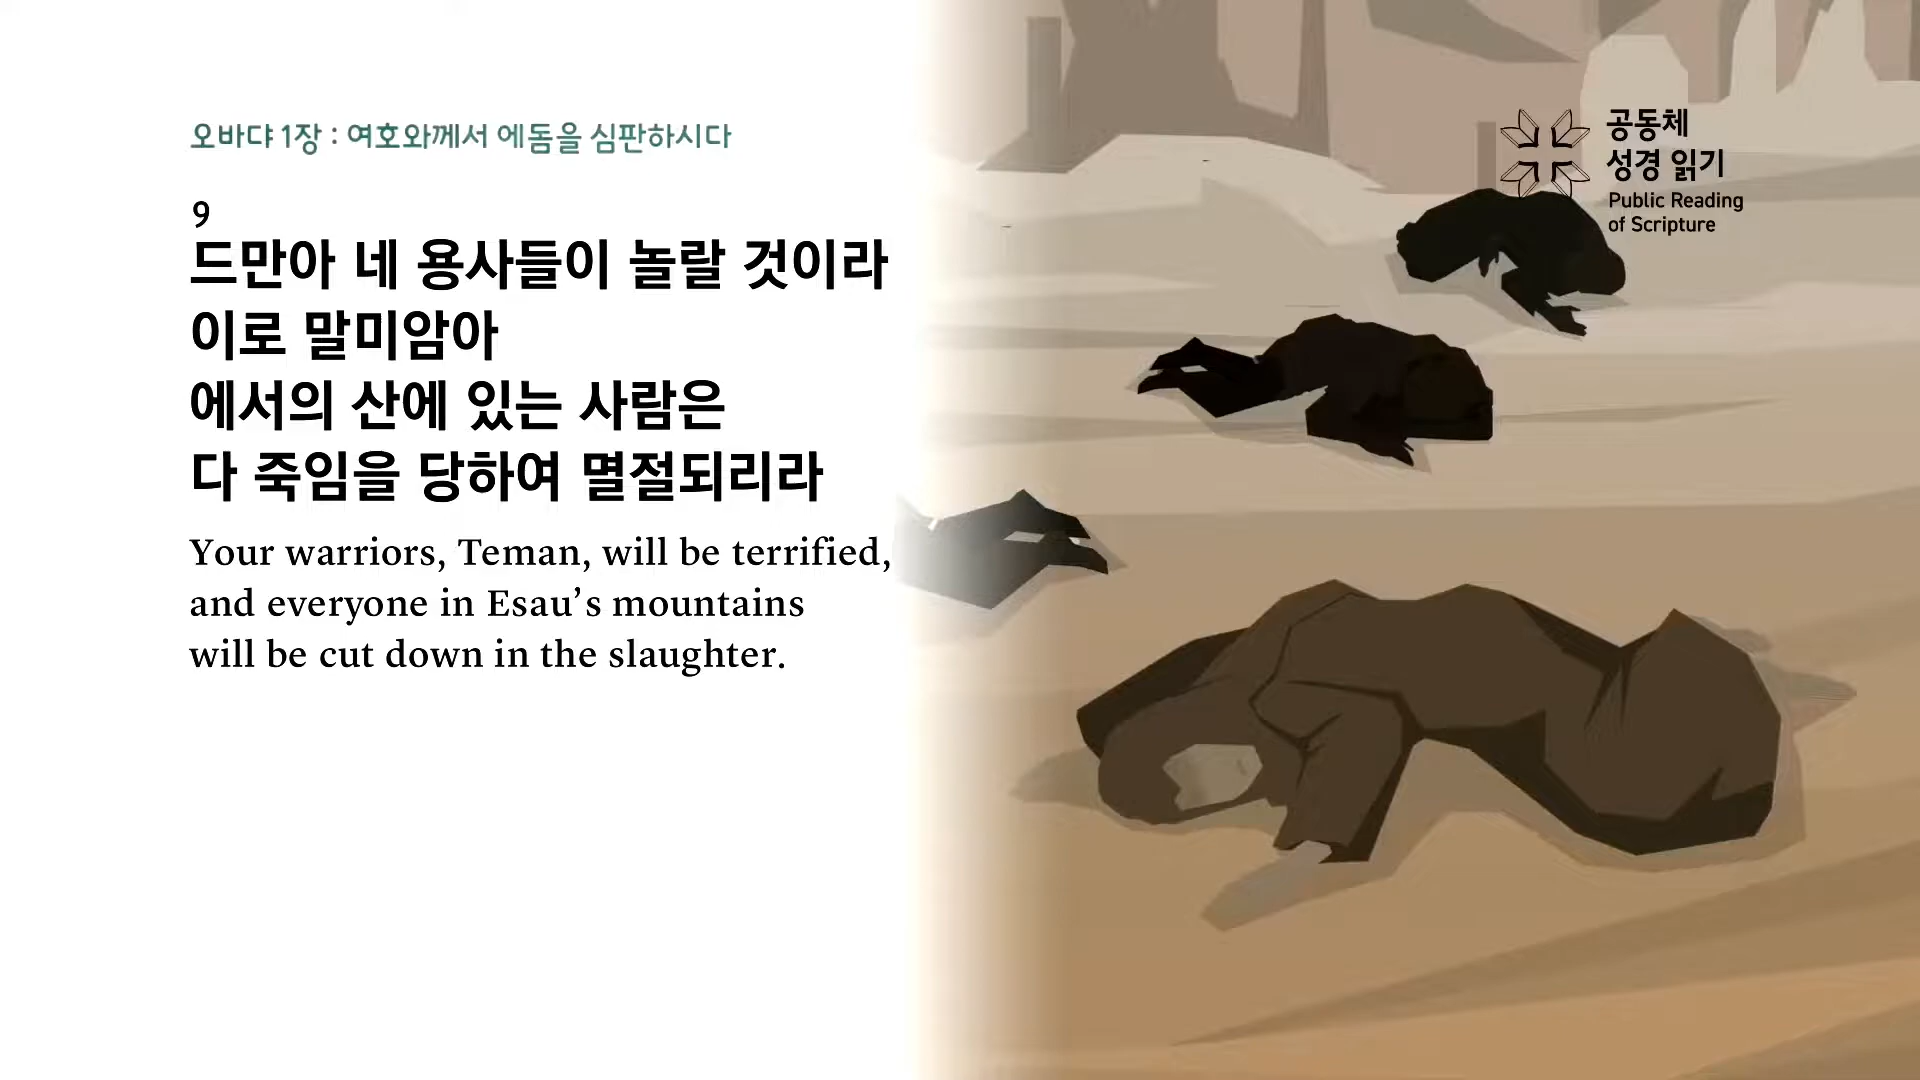 오바댜 1장 : 여호와께서 에돔을 심판하시다
공동체
성경 읽기
Public Reading
of Scripture
9
드만아 네 용사들이 놀랄 것이라
이로 말미암아
에서의 산에 있는 사람은
다 죽임을 당하여 멸절되리라
Your warriors, Teman, will be terrified,
and everyone in Esau’s mountains
will be cut down in the slaughter.